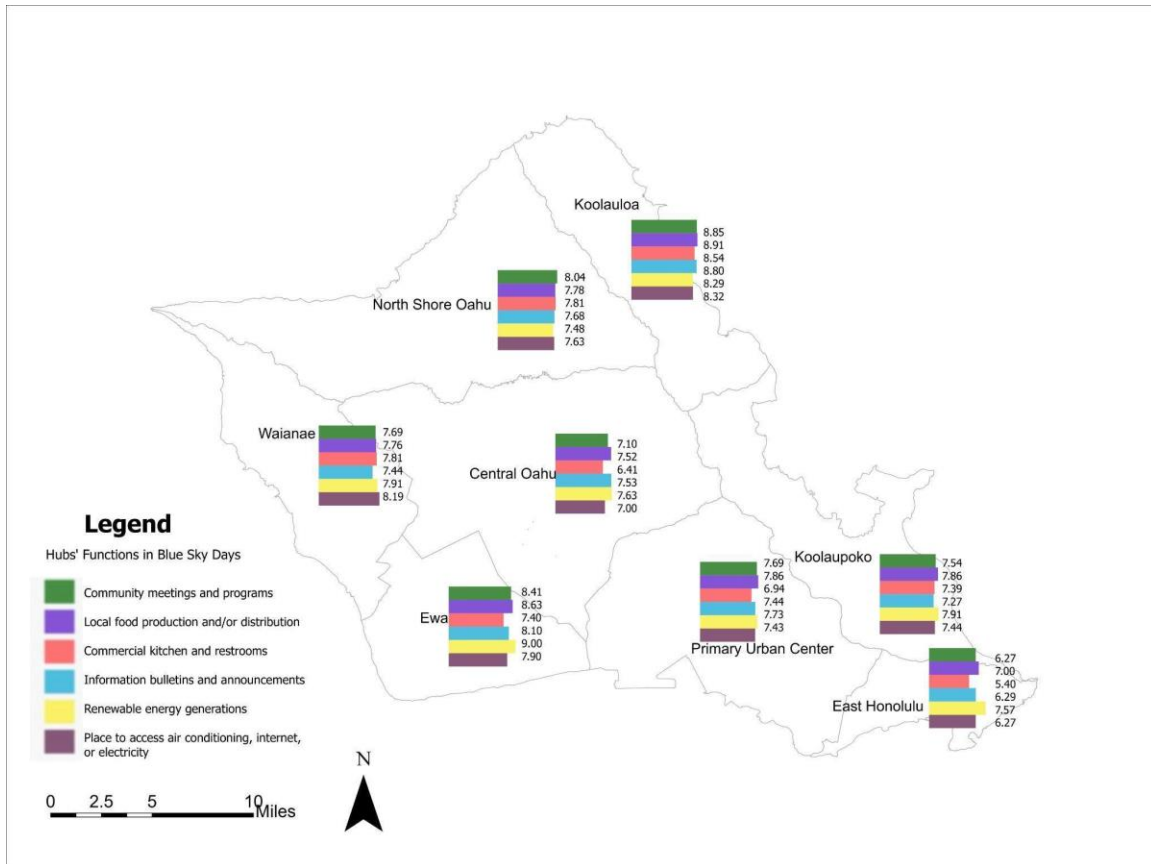 Koolauloa
8.85
8.91
8.54
8.80
8.29
8.32
North Shore Oahu
8.04
7.78
7.81
7.68
7.48
7.63
Waianae
7.69
7.76
7.81
7.44
7.91
8.19
Central Oahu
7.10
7.52
6.41
7.53
7.63
7.00
Ewa
8.41
8.63
7.40
8.10
9.00
7.90
7.69
7.86
6.94
7.44
7.73
7.43
Primary Urban Center
Koolaupoko
7.54
7.86
7.39
7.27
7.91
7.44
East Honolulu
6.27
7.00
5.40
6.29
7.57
6.27
Legend
Hubs' Functions in Blue Sky Days
Community meetings and programs
Local food production and/or distribution
Commercial kitchen and restrooms
Information bulletins and announcements
Renewable energy generations
Place to access air conditioning, internet,
or electricity
0 2.5 5 10
Miles
N